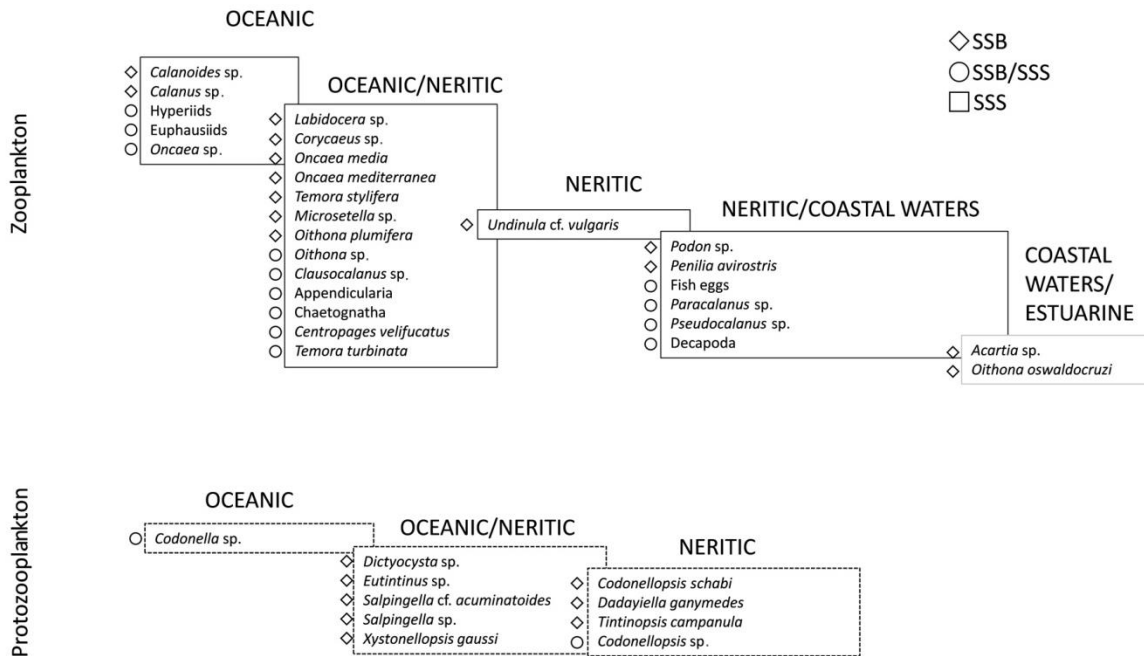 OCEANIC
SSB
SSB/SSS
SSS
Zooplankton
Calanoides sp.
Calanus sp.
Hyperiids
Euphausiids
Oncaea sp.
OCEANIC/NERITIC
Labidocera sp.
Corycaeus sp.
Oncaea media
Oncaea mediterranea
Temora stylifera
Microsetella sp.
Oithona plumifera
Oithona sp.
Clausocalanus sp.
Appendicularia
Chaetognatha
Centropages velifucatus
Temora turbinata
NERITIC
Undinula cf. vulgaris
NERITIC/COASTAL WATERS
Podon sp.
Penilia avirostris
Fish eggs
Paracalanus sp.
Pseudocalanus sp.
Decapoda
COASTAL
WATERS/
ESTUARINE
Acartia sp.
Oithona oswaldocruzi
Protozooplankton
OCEANIC
Codonella sp.
OCEANIC/NERITIC
Dictyocysta sp.
Eutintinus sp.
Salpingella cf. acuminatoides
Salpingella sp.
Xystonellopsis gaussi
NERITIC
Codonellopsis schabi
Dadayiella ganymedes
Tintinopsis campanula
Codonellopsis sp.